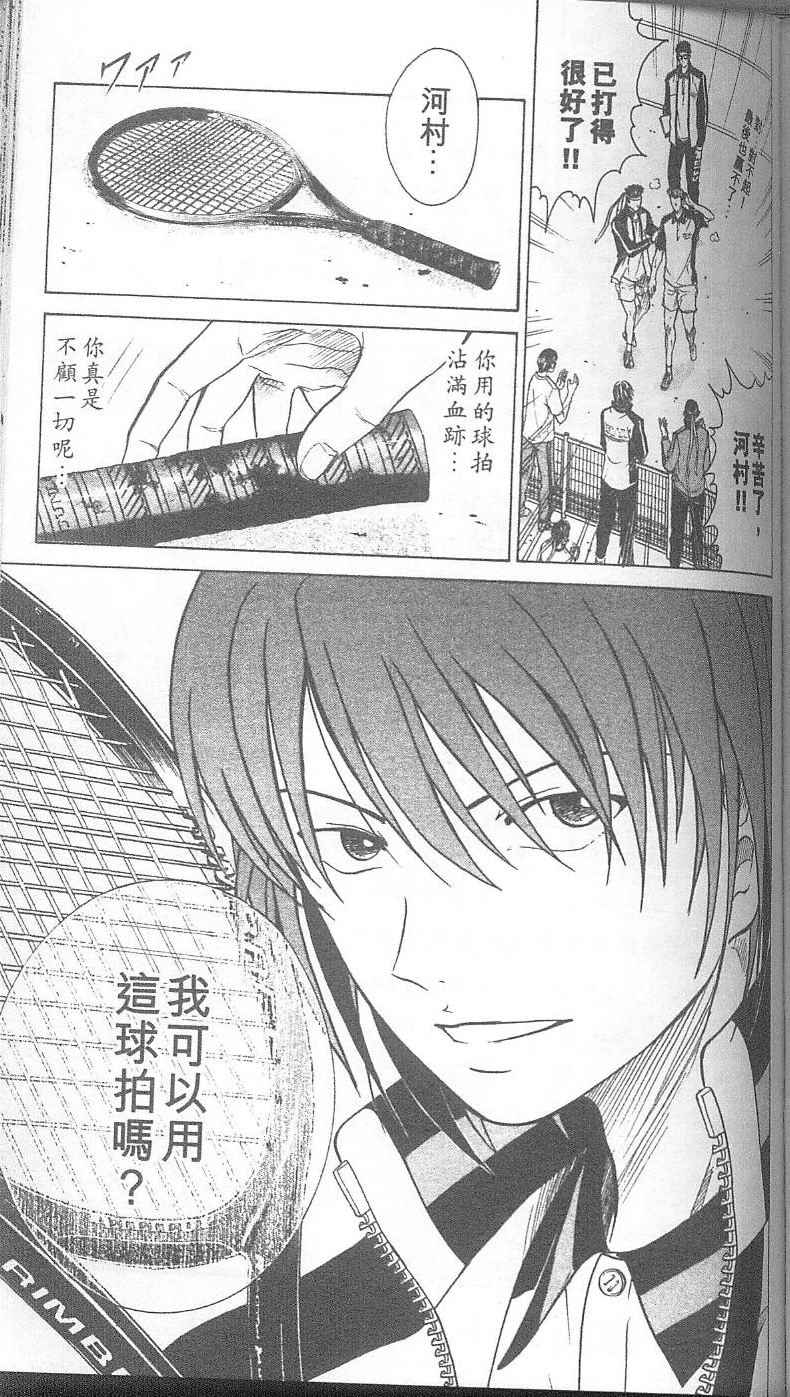 已打得
很好了!!
對…對不起!
最後也贏不了…
辛苦了,
河村!!
河村…
ワァァ
你用的球拍
沾滿血跡…
你真是
不顧一切呢…
我可以用
這球拍嗎?
RIMB